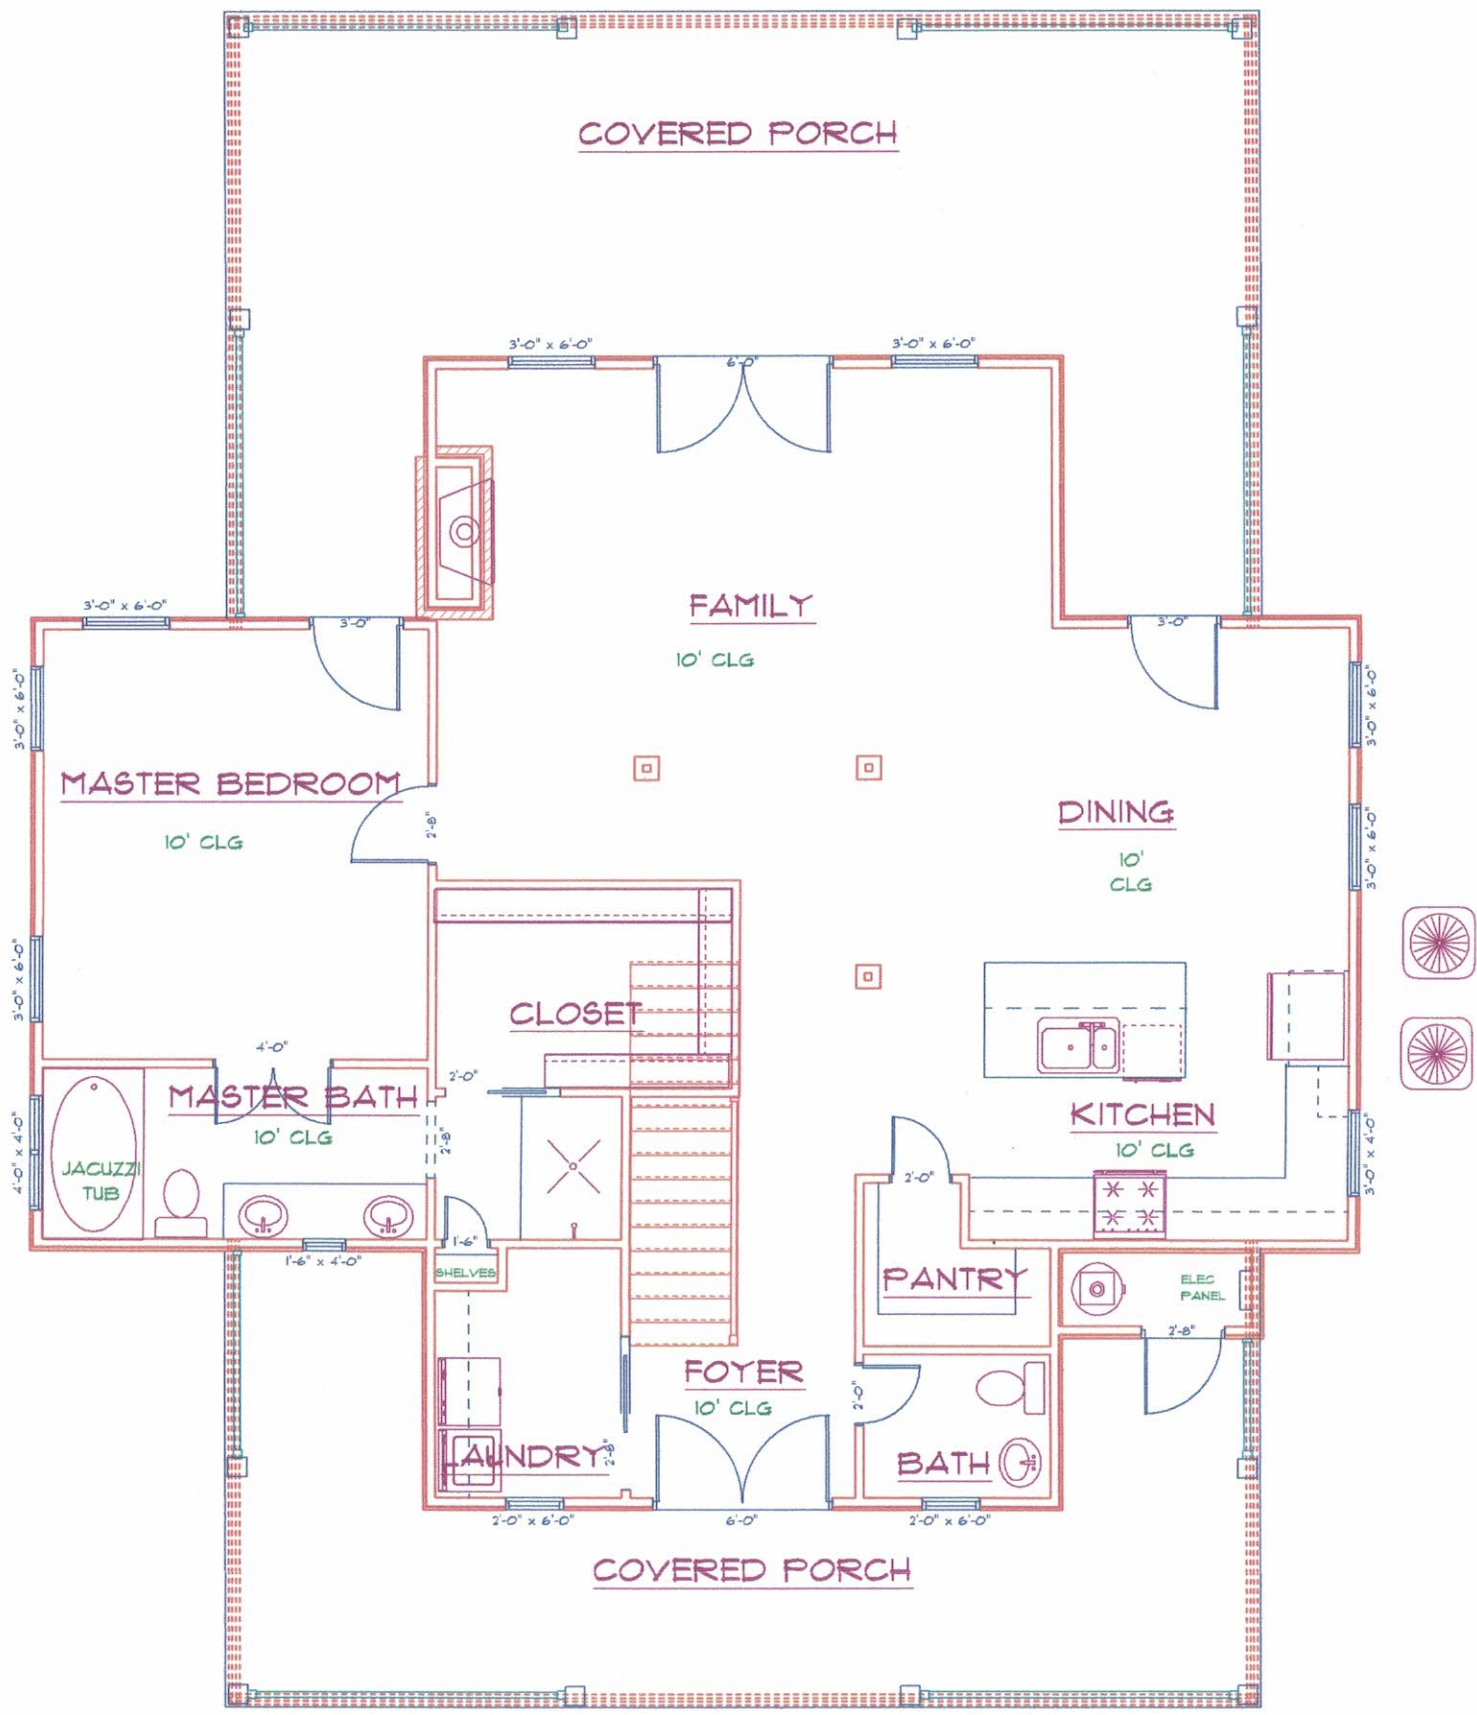 COVERED PORCH
3'-0" x 6'-0"
6'-0"
3'-0" x 6'-0"
FAMILY
10' CLG
3'-0" x 6'-0"
3'-0"
3'-0"
3'-0" x 6'-0"
3'-0" x 6'-0"
MASTER BEDROOM
10' CLG
2'-8"
DINING
10'
CLG
3'-0" x 6'-0"
3'-0" x 6'-0"
CLOSET
4'-0"
2'-0"
MASTER BATH
10' CLG
2'-8"
KITCHEN
10' CLG
4'-0" x 4'-0"
JACUZZI
TUB
2'-0"
3'-0" x 4'-0"
1'-6"
1'-6" x 4'-0"
SHELVES
PANTRY
ELEC
PANEL
2'-8"
FOYER
10' CLG
2'-0"
LAUNDRY
2'-8"
BATH
2'-0" x 6'-0"
6'-0"
2'-0" x 6'-0"
COVERED PORCH